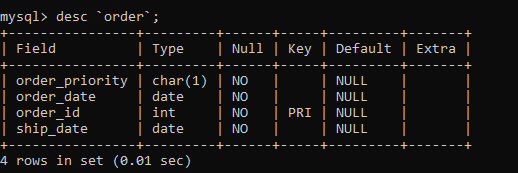 mysql> desc `order`;
+----------------+---------+------+-----+---------+-------+
| Field          | Type    | Null | Key | Default | Extra |
+----------------+---------+------+-----+---------+-------+
| order_priority | char(1) | NO   |     | NULL    |       |
| order_date     | date    | NO   |     | NULL    |       |
| order_id       | int     | NO   | PRI | NULL    |       |
| ship_date      | date    | NO   |     | NULL    |       |
+----------------+---------+------+-----+---------+-------+
4 rows in set (0.01 sec)